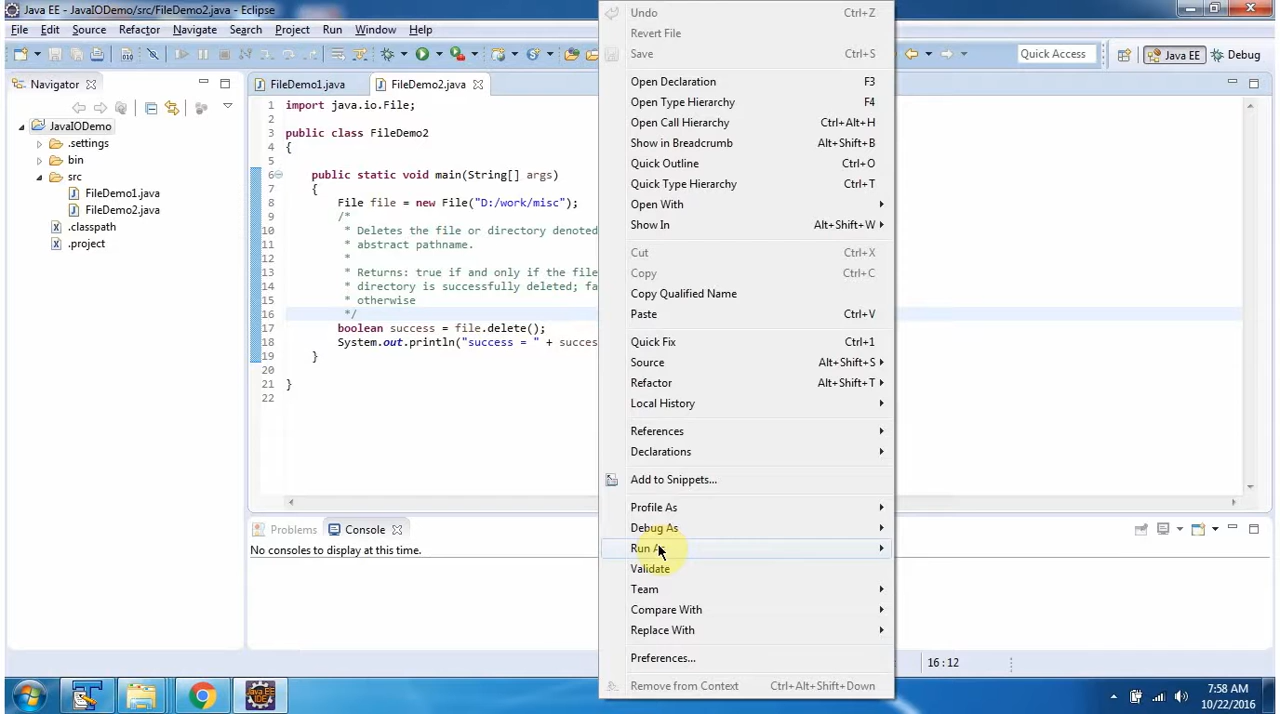 Java EE - JavaIODemo/src/FileDemo2.java - Eclipse
File Edit Source Refactor Navigate Search Project Run Window Help
Quick Access
Java EE
Debug
Navigator
JavaIODemo
.settings
bin
src
FileDemo1.java
FileDemo2.java
.classpath
.project
FileDemo1.java
FileDemo2.java
1 import java.io.File;
2
3 public class FileDemo2
4 {
5
6 public static void main(String[] args)
7 {
8 File file = new File("D:/work/misc");
9 /*
10 * Deletes the file or directory denoted
11 * abstract pathname.
12 *
13 * Returns: true if and only if the file
14 * directory is successfully deleted; fa
15 * otherwise
16 */
17 boolean success = file.delete();
18 System.out.println("success = " + succes
19 }
20
21 }
22
Problems
Console
No consoles to display at this time.
Undo Ctrl+Z
Revert File
Save Ctrl+S
Open Declaration F3
Open Type Hierarchy F4
Open Call Hierarchy Ctrl+Alt+H
Show in Breadcrumb Alt+Shift+B
Quick Outline Ctrl+O
Quick Type Hierarchy Ctrl+T
Open With
Show In Alt+Shift+W
Cut Ctrl+X
Copy Ctrl+C
Copy Qualified Name
Paste Ctrl+V
Quick Fix Ctrl+1
Source Alt+Shift+S
Refactor Alt+Shift+T
Local History
References
Declarations
Add to Snippets...
Profile As
Debug As
Run As
Validate
Team
Compare With
Replace With
Preferences...
Remove from Context Ctrl+Alt+Shift+Down
16 : 12
Java EE
IDE
7:58 AM
10/22/2016